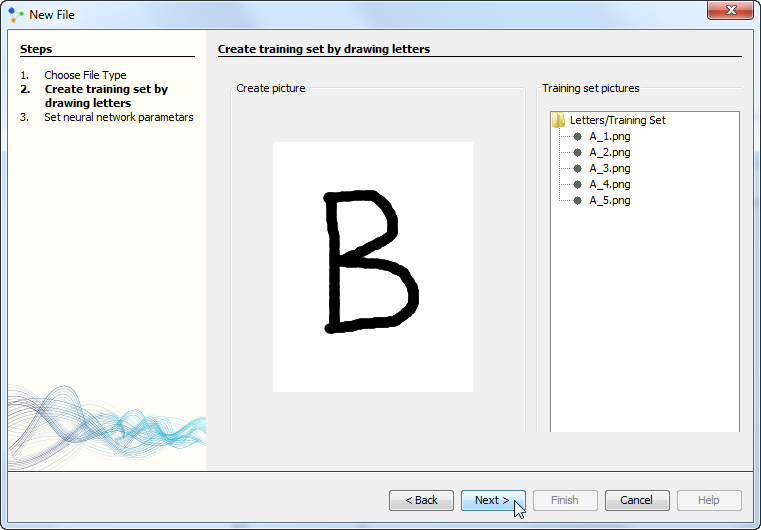 New File
Steps
1. Choose File Type
2. Create training set by
drawing letters
3. Set neural network parametars
Create training set by drawing letters
Create picture
B
Training set pictures
Letters/Training Set
A_1.png
A_2.png
A_3.png
A_4.png
A_5.png
< Back
Next >
Finish
Cancel
Help